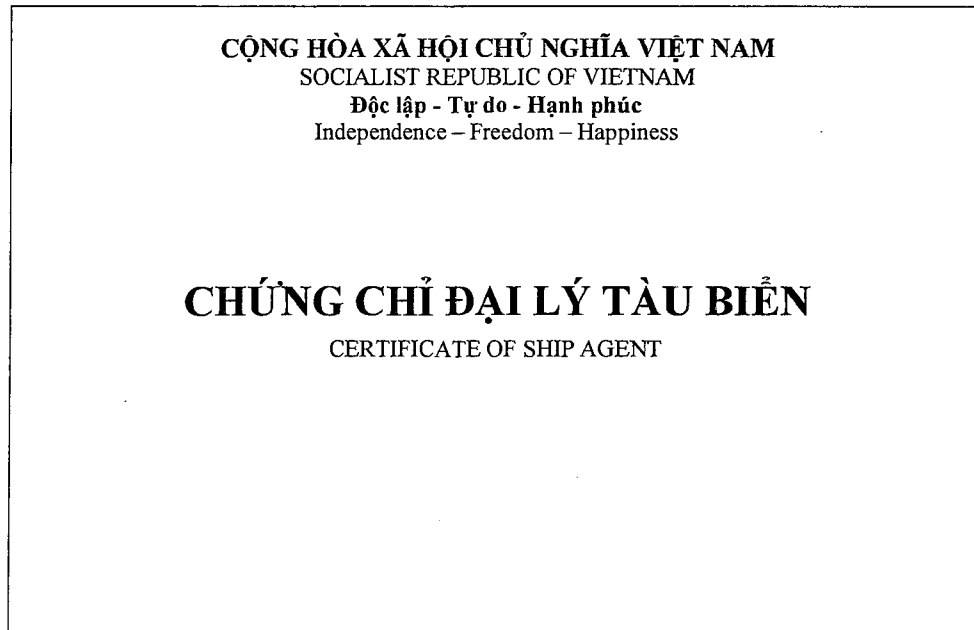 CỘNG HÒA XÃ HỘI CHỦ NGHĨA VIỆT NAM
SOCIALIST REPUBLIC OF VIETNAM
Độc lập - Tự do - Hạnh phúc
Independence – Freedom – Happiness
CHỨNG CHỈ ĐẠI LÝ TÀU BIỂN
CERTIFICATE OF SHIP AGENT